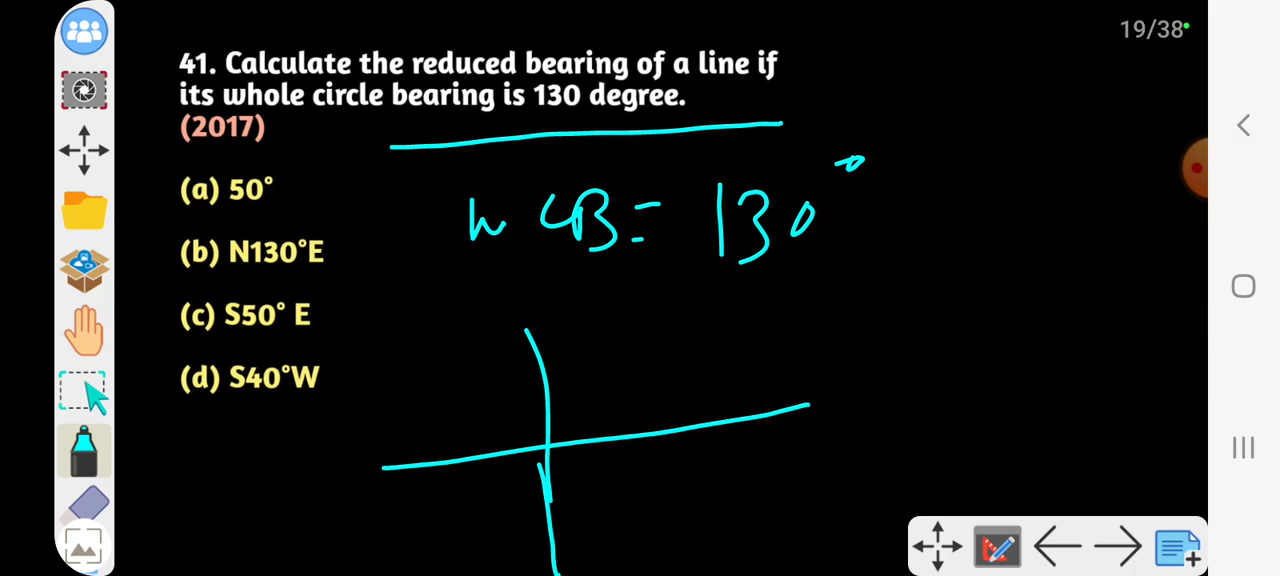 19/38
41. Calculate the reduced bearing of a line if
its whole circle bearing is 130 degree.
(2017)
(a) 50°
(b) N130°E
(c) S50° E
(d) S40°W
W CB = 130°